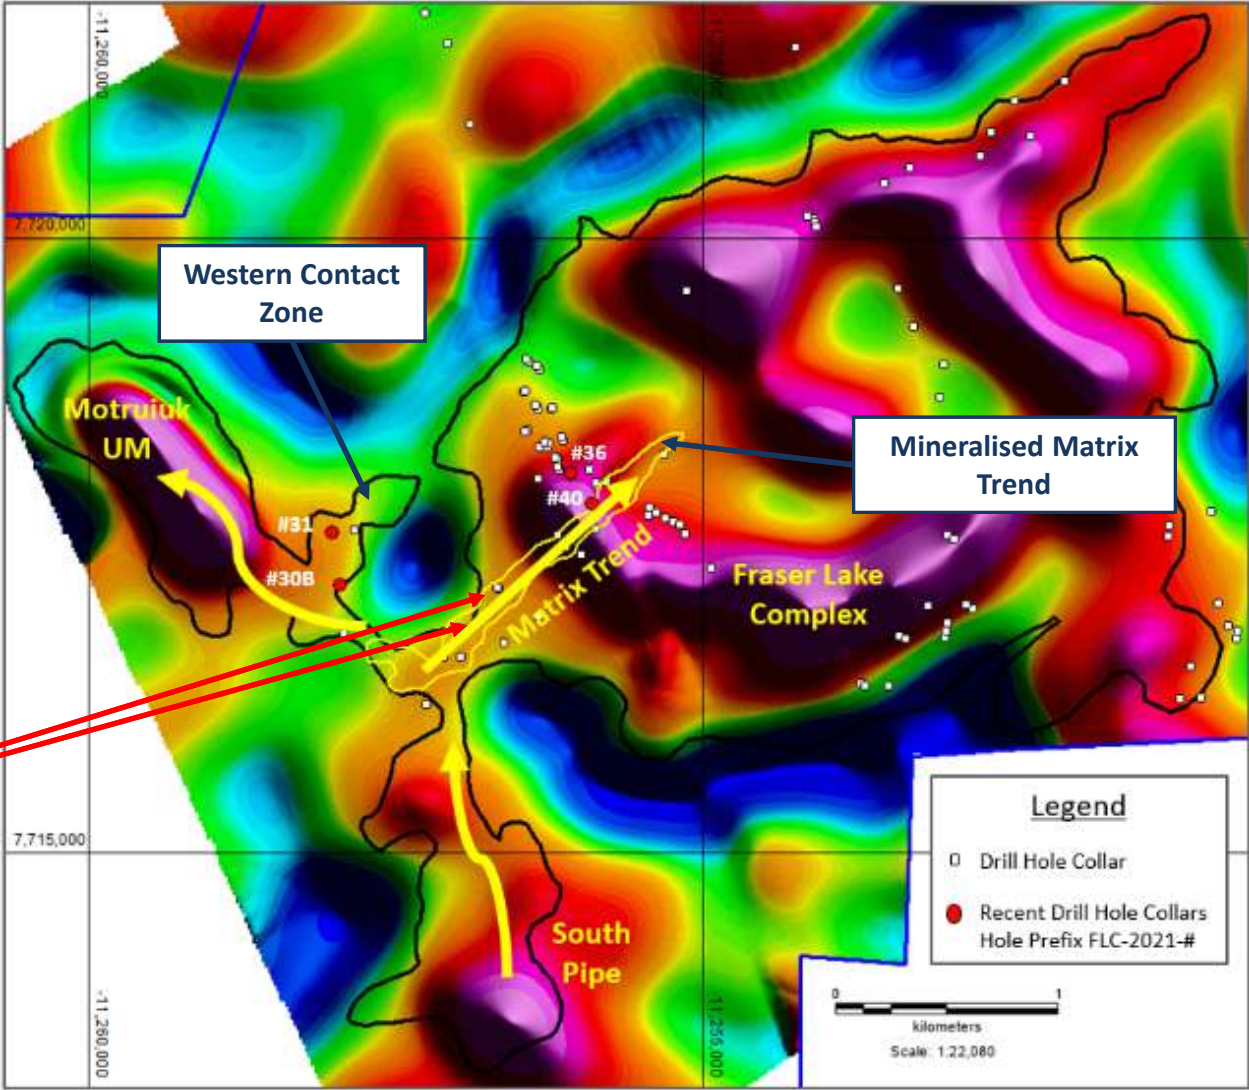 -11,260,000
7,720,000
Western Contact
Zone
Motruiuk
UM
#36
#40
Mineralised Matrix
Trend
#31
#30B
Matrix Trend
Fraser Lake
Complex
7,715,000
South
Pipe
-11,260,000
-11,255,000
Legend
Drill Hole Collar
Recent Drill Hole Collars
Hole Prefix FLC-2021-#
0 1
kilometers
Scale: 1:22,080